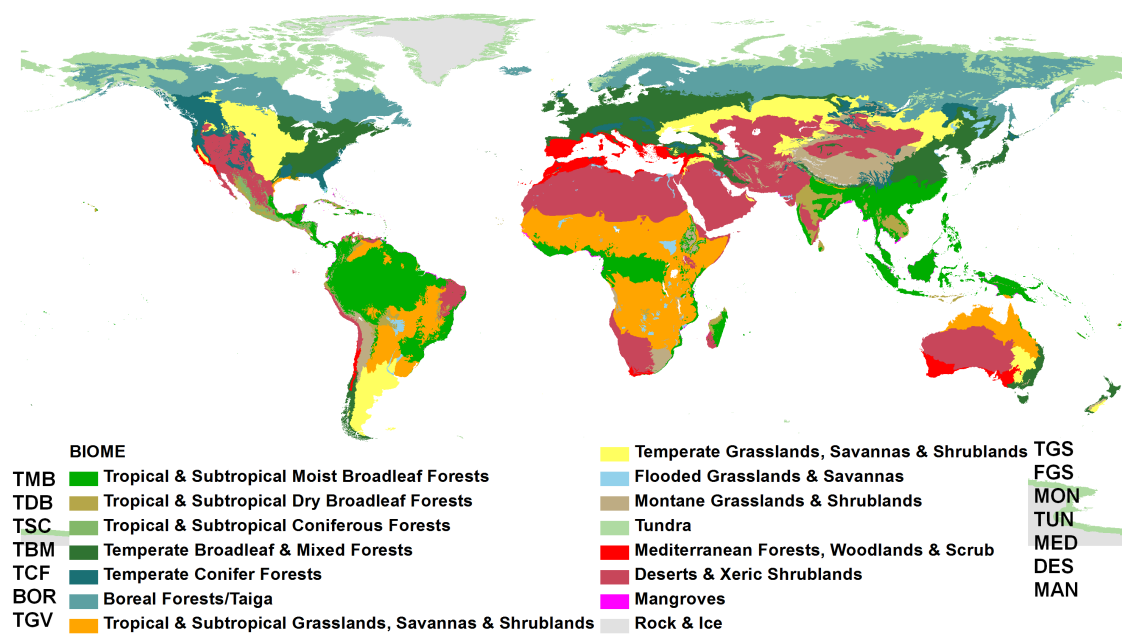 BIOME
TMB Tropical & Subtropical Moist Broadleaf Forests
TDB Tropical & Subtropical Dry Broadleaf Forests
TSC Tropical & Subtropical Coniferous Forests
TBM Temperate Broadleaf & Mixed Forests
TCF Temperate Conifer Forests
BOR Boreal Forests/Taiga
TGV Tropical & Subtropical Grasslands, Savannas & Shrublands
Temperate Grasslands, Savannas & Shrublands TGS
Flooded Grasslands & Savannas FGS
Montane Grasslands & Shrublands MON
Tundra TUN
Mediterranean Forests, Woodlands & Scrub MED
Deserts & Xeric Shrublands DES
Mangroves MAN
Rock & Ice